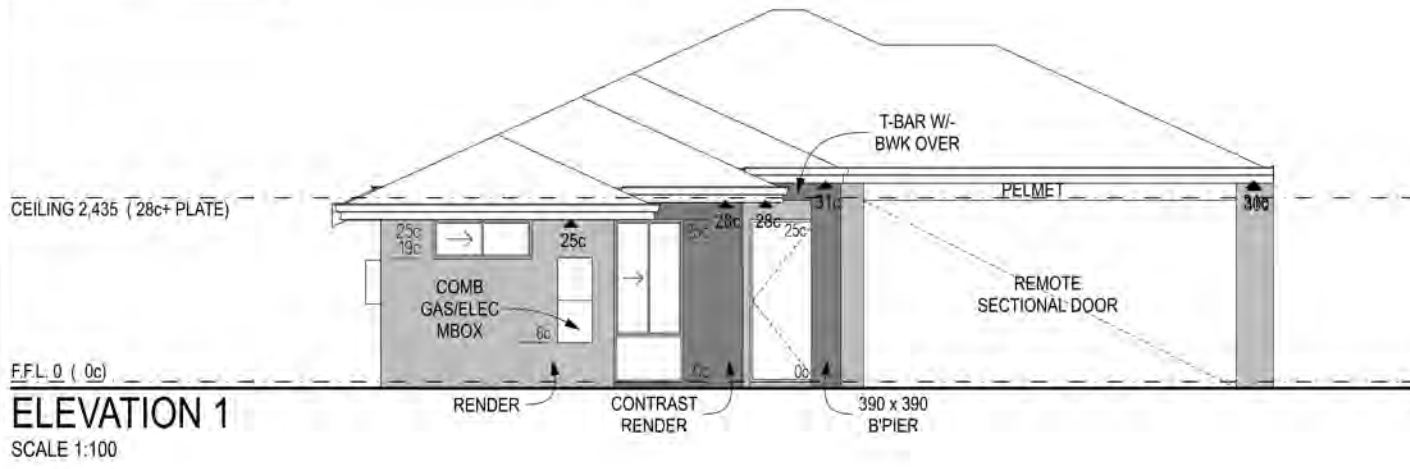 T-BAR W/-
BWK OVER
CEILING 2,435 ( 28c+ PLATE)
PELMET
31c
28c
28c
25c
19c
25c
25c
25c
COMB
GAS/ELEC
MBOX
6c
REMOTE
SECTIONAL DOOR
F.F.L. 0 ( 0c)
0c
0c
ELEVATION 1
SCALE 1:100
RENDER
CONTRAST
RENDER
390 x 390
B'PIER